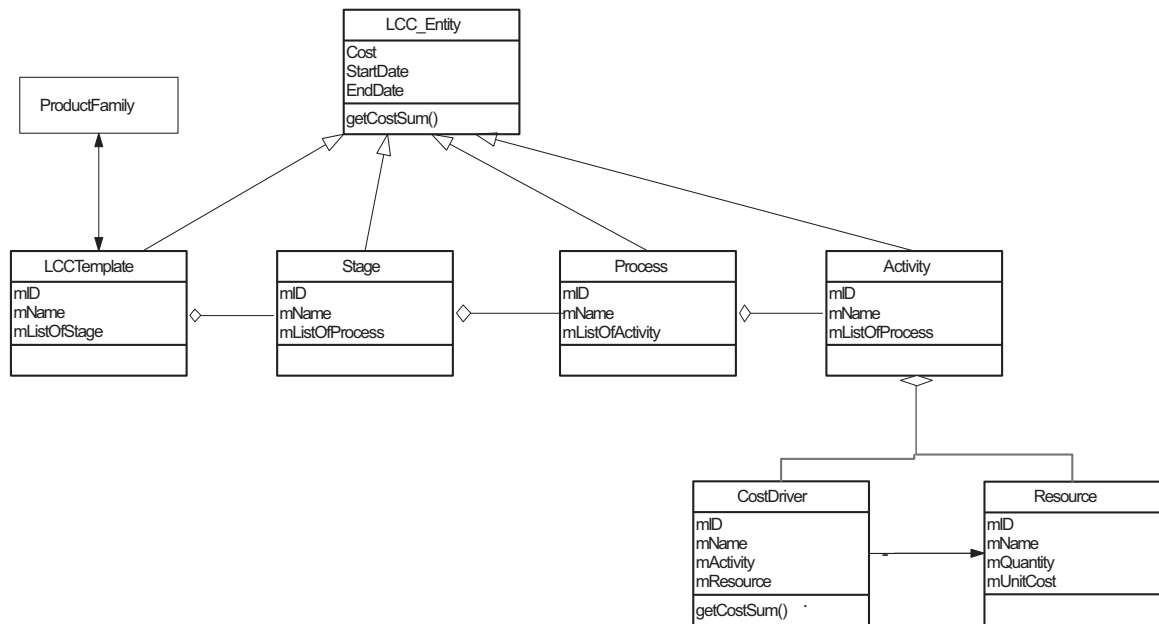 LCC_Entity
Cost
StartDate
EndDate
getCostSum()
ProductFamily
LCCTemplate
mID
mName
mListOfStage
Stage
mID
mName
mListOfProcess
Process
mID
mName
mListOfActivity
Activity
mID
mName
mListOfProcess
CostDriver
mID
mName
mActivity
mResource
getCostSum()
Resource
mID
mName
mQuantity
mUnitCost